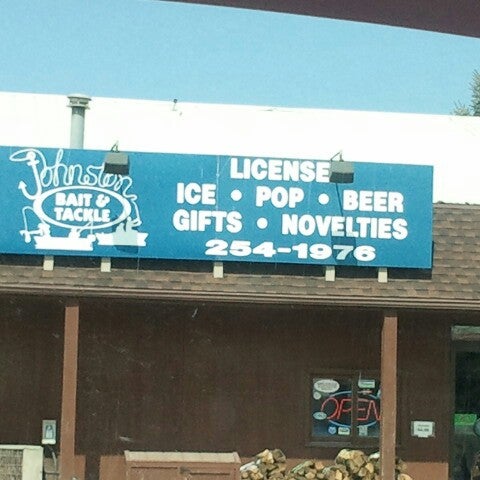 Johnston
BAIT &
TACKLE
LICENSE
ICE • POP • BEER
GIFTS • NOVELTIES
254-1976
OPEN